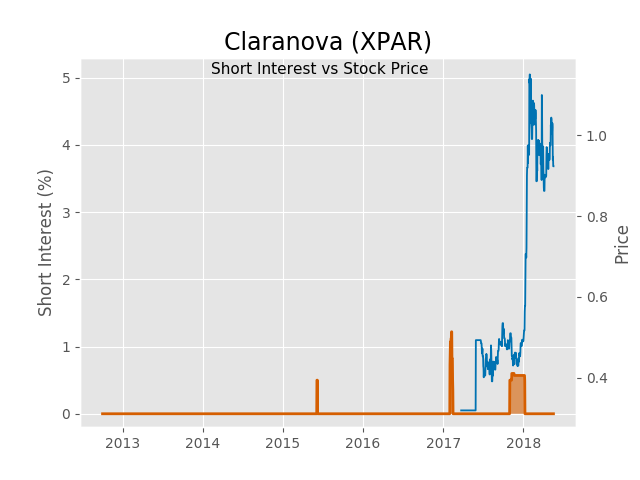 Claranova (XPAR)
Short Interest vs Stock Price
Short Interest (%)
5
4
3
2
1
0
1.0
0.8
0.6
0.4
Price
2013 2014 2015 2016 2017 2018